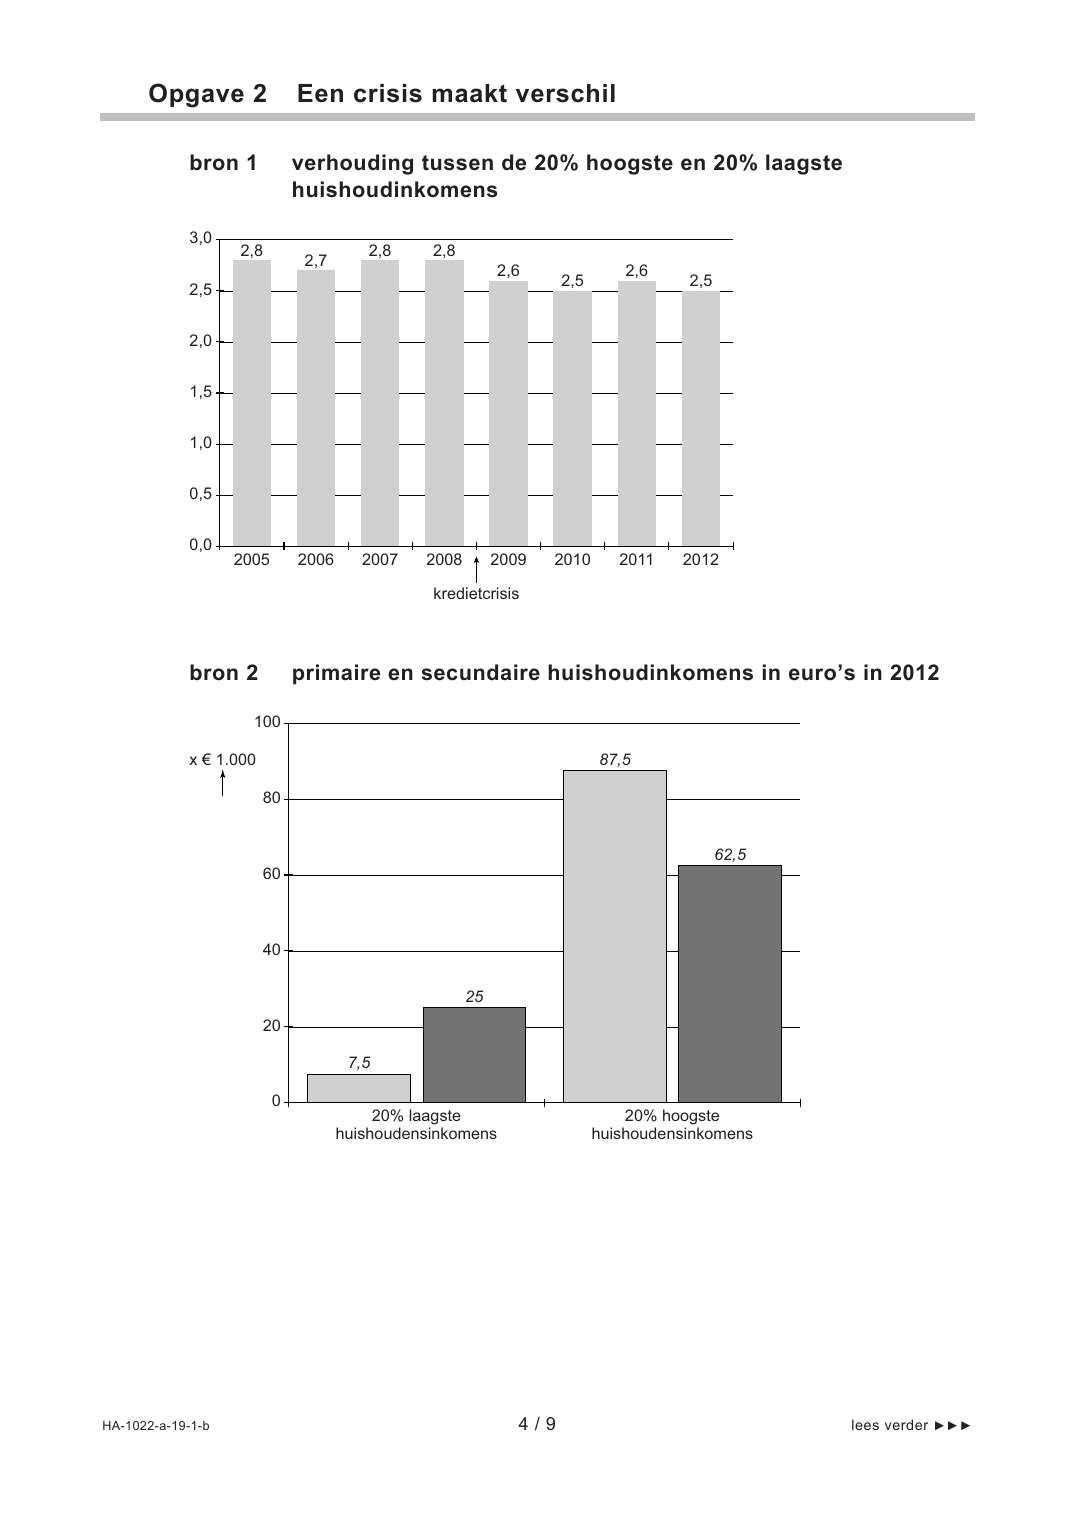 Opgave 2 Een crisis maakt verschil
bron 1 verhouding tussen de 20% hoogste en 20% laagste
huishoudinkomens
3,0
2,5
2,0
1,5
1,0
0,5
0,0
2,8 2,7 2,8 2,8 2,6 2,5 2,6 2,5
2005 2006 2007 2008 2009 2010 2011 2012
kredietcrisis
bron 2 primaire en secundaire huishoudinkomens in euro’s in 2012
100
x € 1.000
80
60
40
20
0
7,5 25 87,5 62,5
20% laagste
huishoudensinkomens
20% hoogste
huishoudensinkomens
HA-1022-a-19-1-b 4 / 9 lees verder ►►►